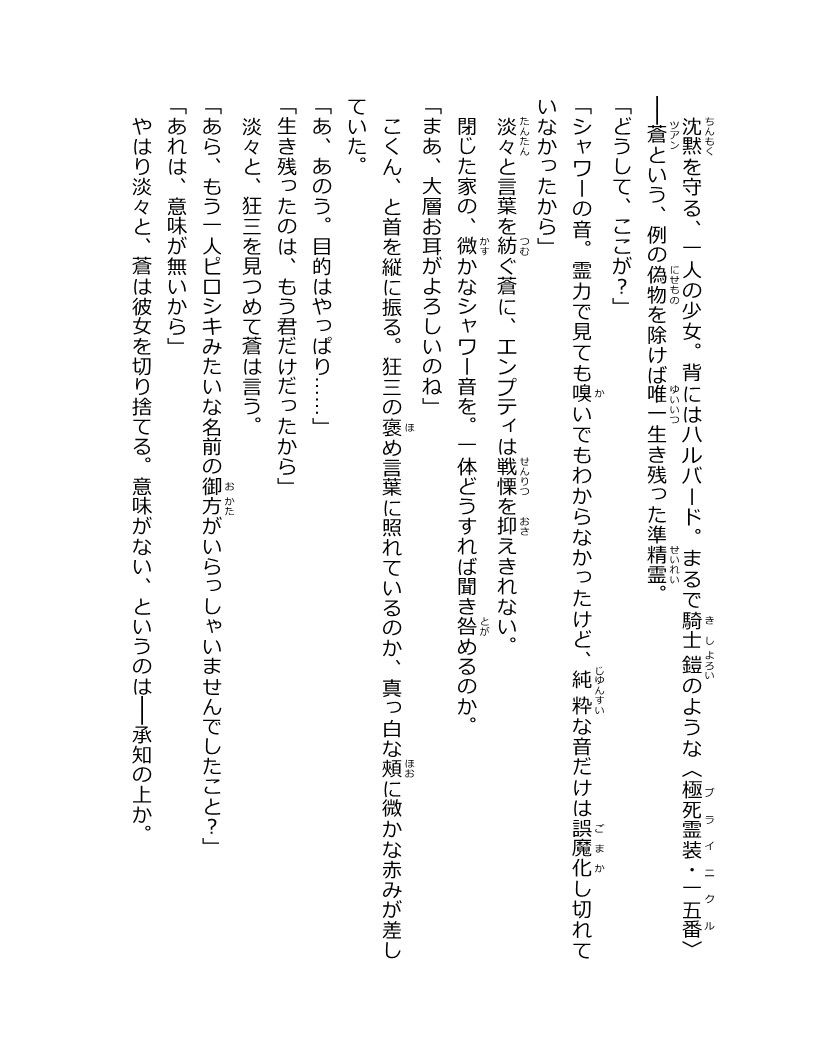 沈黙を守る、一人の少女。背にはハルバード。まるで騎士鎧のような〈極死霊装・一五番〉
――蒼という、例の偽物を除けば唯一生き残った準精霊。
「どうして、ここが？」
「シャワーの音。霊力で見ても嗅いでもわからなかったけど、純粋な音だけは誤魔化し切れて
いなかったから」
　淡々と言葉を紡ぐ蒼に、エンプティは戦慄を抑えきれない。
　閉じた家の、微かなシャワー音を。一体どうすれば聞き咎めるのか。
「まあ、大層お耳がよろしいのね」
　こくん、と首を縦に振る。狂三の褒め言葉に照れているのか、真っ白な頰に微かな赤みが差し
ていた。
「あ、あのう。目的はやっぱり……」
「生き残ったのは、もう君だけだったから」
　淡々と、狂三を見つめて蒼は言う。
「あら、もう一人ピロシキみたいな名前の御方がいらっしゃいませんでしたこと？」
「あれは、意味が無いから」
　やはり淡々と、蒼は彼女を切り捨てる。意味がない、というのは――承知の上か。